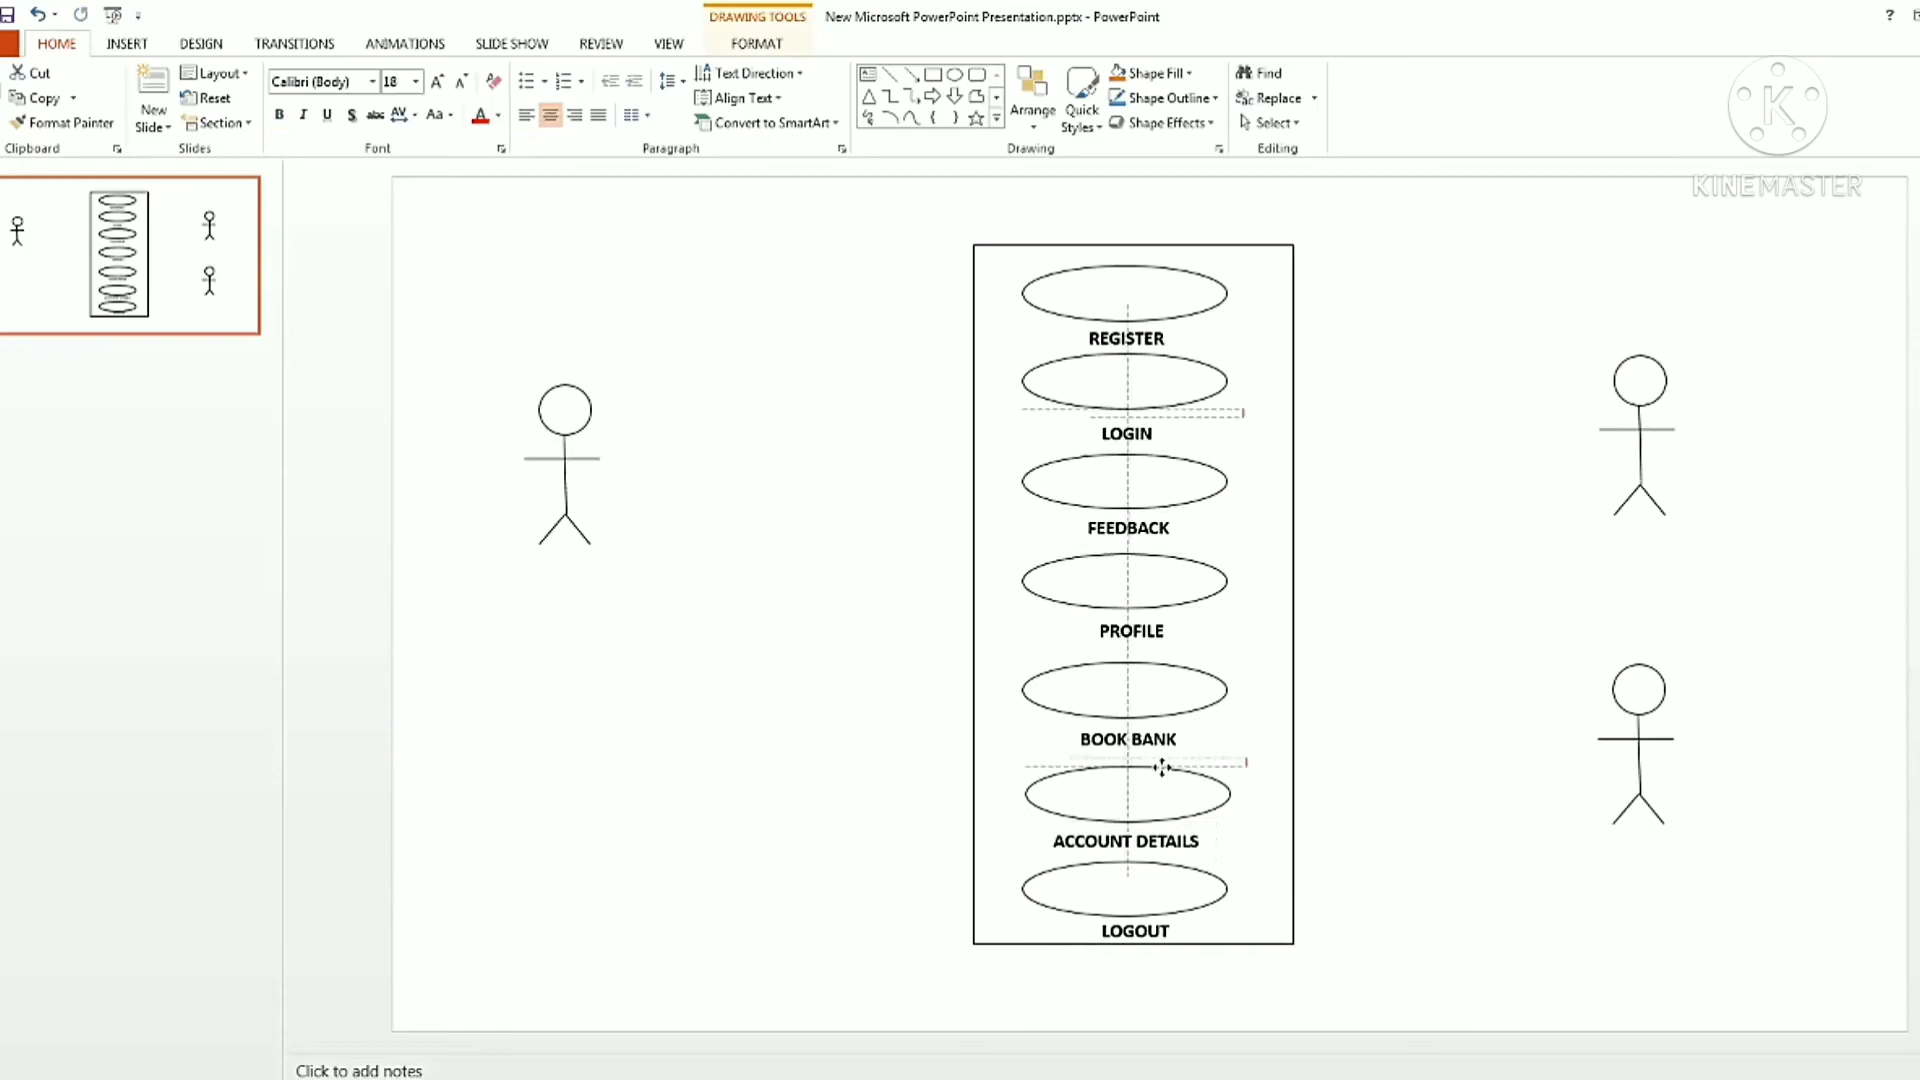 DRAWING TOOLS
New Microsoft PowerPoint Presentation.pptx - PowerPoint
?
HOME INSERT DESIGN TRANSITIONS ANIMATIONS SLIDE SHOW REVIEW VIEW FORMAT
Cut
Copy
Format Painter
Clipboard
New
Slide
Layout
Reset
Section
Slides
Calibri (Body) 18
B I U S abc AV Aa A
Font
Text Direction
Align Text
Convert to SmartArt
Paragraph
Arrange
Quick
Styles
Shape Fill
Shape Outline
Shape Effects
Drawing
Find
Replace
Select
Editing
K
KINEMASTER
REGISTER
LOGIN
FEEDBACK
PROFILE
BOOK BANK
ACCOUNT DETAILS
LOGOUT
Click to add notes